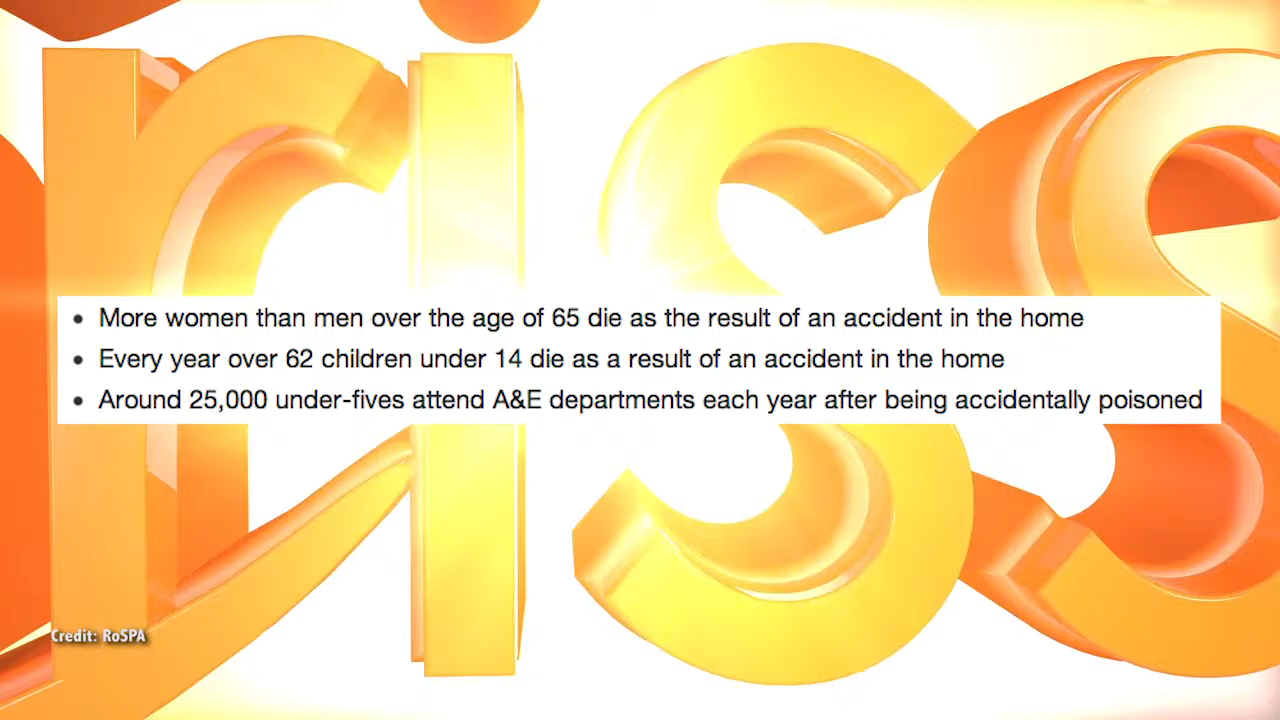 riss
• More women than men over the age of 65 die as the result of an accident in the home
• Every year over 62 children under 14 die as a result of an accident in the home
• Around 25,000 under-fives attend A&E departments each year after being accidentally poisoned
Credit: RoSPA